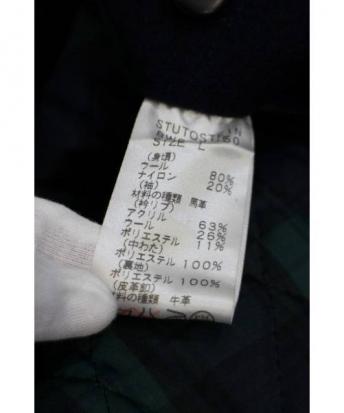 STUTOST150
SIZE L
(身頃)
ウール 80%
ナイロン 20%
(袖)
材料の種類 馬革
(衿リブ)
アクリル 63%
ウール 26%
ポリエステル 11%
(中わた)
ポリエステル 100%
(裏地)
ポリエステル 100%
(皮革釦)
材料の種類 牛革